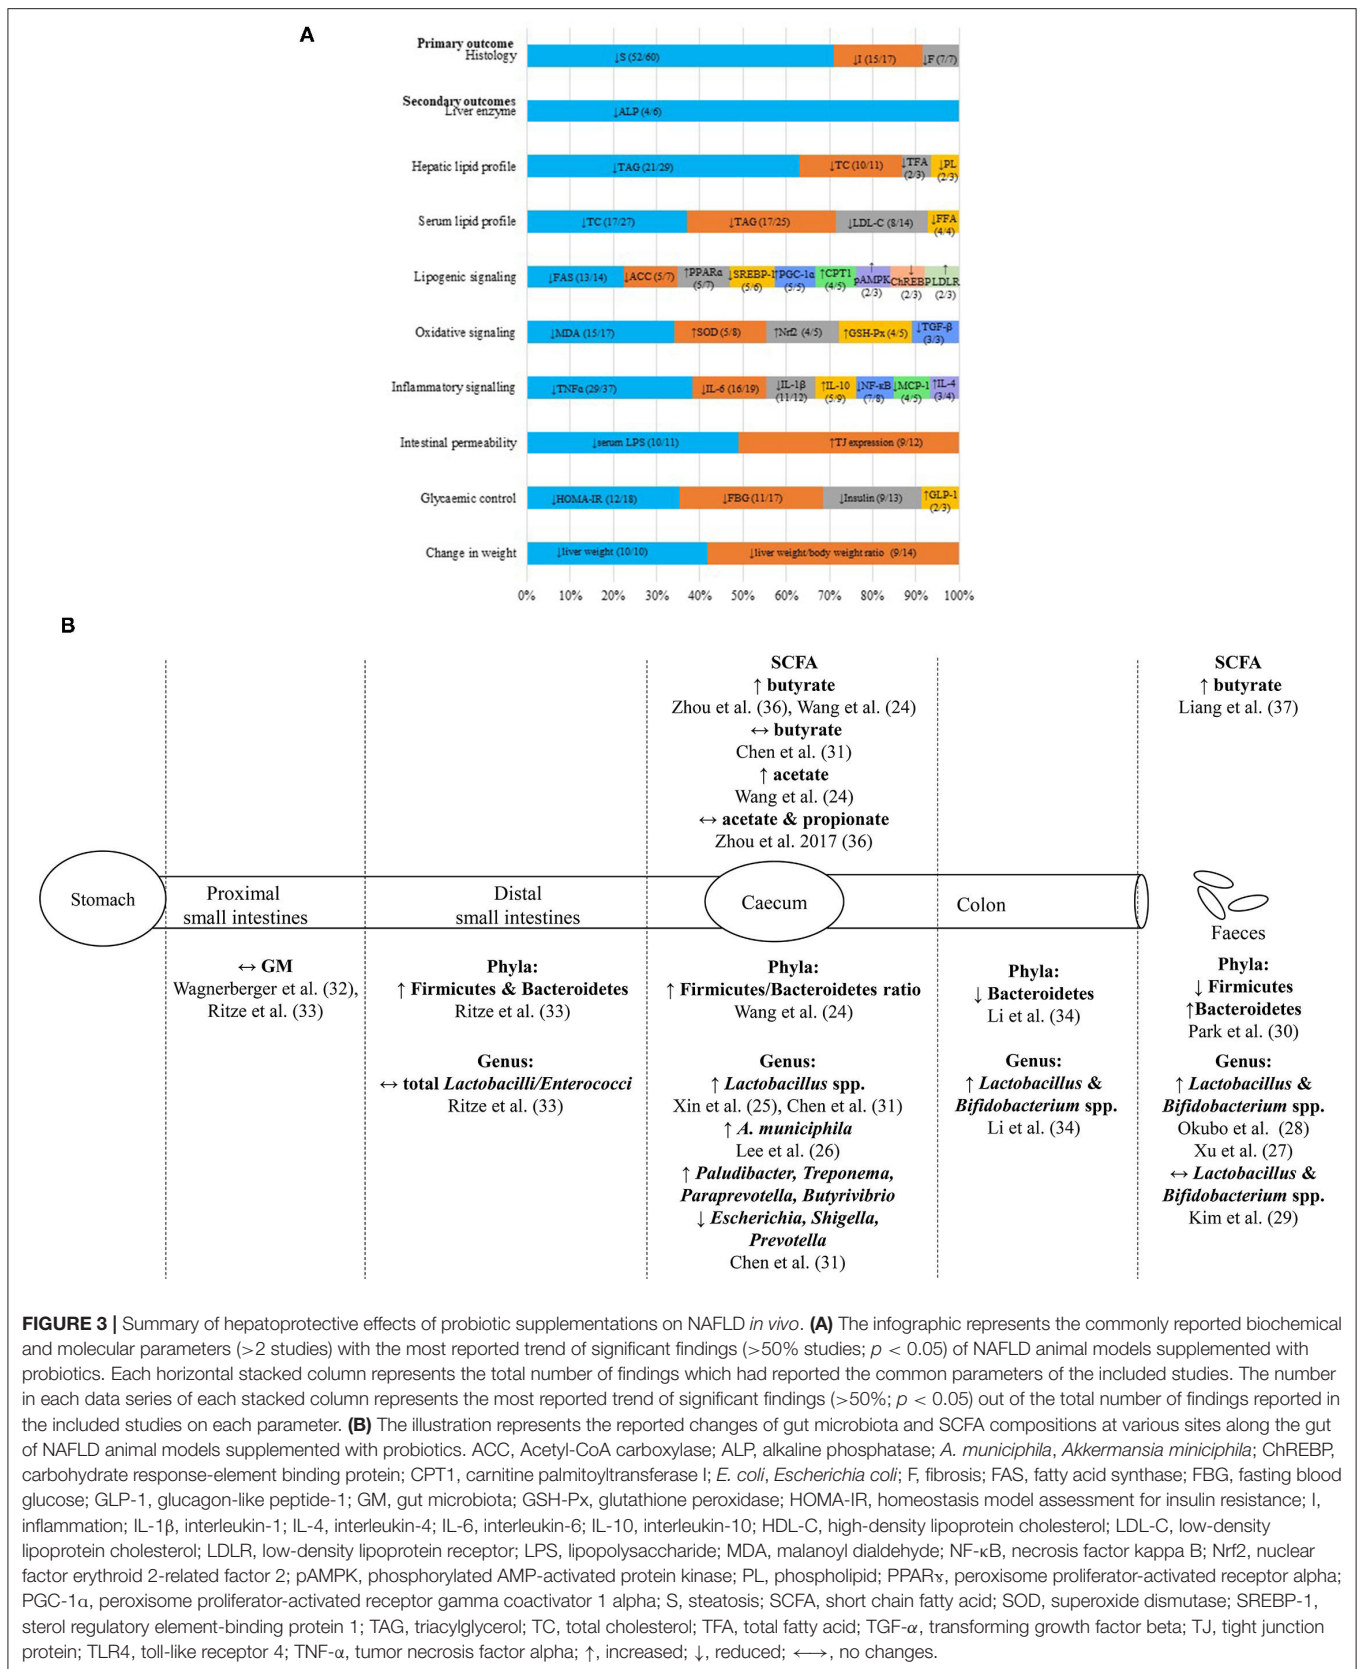 A
Primary outcome
Histology
↓S (52/60)
↓I (15/17)
↓F (7/7)
Secondary outcomes
Liver enzyme
↓ALP (4/6)
Hepatic lipid profile
↓TAG (21/29)
↓TC (10/11)
↓TFA
(2/3)
↓PL
(2/3)
Serum lipid profile
↓TC (17/27)
↓TAG (17/25)
↓LDL-C (8/14)
↓FFA
(4/4)
Lipogenic signaling
↓FAS (13/14)
↓ACC (5/7)
↑PPARα
(5/7)
↓SREBP-1
(5/6)
↑PGC-1α
(5/5)
↑CPT1
(4/5)
↑
pAMPK
(2/3)
↓
ChREBP
(2/3)
↑
LDLR
(2/3)
Oxidative signaling
↓MDA (15/17)
↑SOD (5/8)
↑Nrf2 (4/5)
↑GSH-Px (4/5)
↓TGF-β
(3/3)
Inflammatory signalling
↓TNFα (29/37)
↓IL-6 (16/19)
↓IL-1β
(11/12)
↑IL-10
(5/9)
↓NF-κB
(7/8)
↓MCP-1
(4/5)
↑IL-4
(3/4)
Intestinal permeability
↓serum LPS (10/11)
↑TJ expression (9/12)
Glycaemic control
↓HOMA-IR (12/18)
↓FBG (11/17)
↓Insulin (9/13)
↑GLP-1
(2/3)
Change in weight
↓liver weight (10/10)
↓liver weight/body weight ratio (9/14)
0% 10% 20% 30% 40% 50% 60% 70% 80% 90% 100%
B
SCFA
↑ butyrate
Zhou et al. (36), Wang et al. (24)
↔ butyrate
Chen et al. (31)
↑ acetate
Wang et al. (24)
↔ acetate & propionate
Zhou et al. 2017 (36)
SCFA
↑ butyrate
Liang et al. (37)
Stomach
Proximal
small intestines
Distal
small intestines
Caecum
Colon
Faeces
↔ GM
Wagnerberger et al. (32),
Ritze et al. (33)
Phyla:
↑ Firmicutes & Bacteroidetes
Ritze et al. (33)
Genus:
↔ total Lactobacilli/Enterococci
Ritze et al. (33)
Phyla:
↑ Firmicutes/Bacteroidetes ratio
Wang et al. (24)
Genus:
↑ Lactobacillus spp.
Xin et al. (25), Chen et al. (31)
↑ A. municiphila
Lee et al. (26)
↑ Paludibacter, Treponema,
Paraprevotella, Butyrivibrio
↓ Escherichia, Shigella,
Prevotella
Chen et al. (31)
Phyla:
↓ Bacteroidetes
Li et al. (34)
Genus:
↑ Lactobacillus &
Bifidobacterium spp.
Li et al. (34)
Phyla:
↓ Firmicutes
↑Bacteroidetes
Park et al. (30)
Genus:
↑ Lactobacillus &
Bifidobacterium spp.
Okubo et al. (28)
Xu et al. (27)
↔ Lactobacillus &
Bifidobacterium spp.
Kim et al. (29)
FIGURE 3 | Summary of hepatoprotective effects of probiotic supplementations on NAFLD in vivo. (A) The infographic represents the commonly reported biochemical
and molecular parameters (>2 studies) with the most reported trend of significant findings (>50% studies; p < 0.05) of NAFLD animal models supplemented with
probiotics. Each horizontal stacked column represents the total number of findings which had reported the common parameters of the included studies. The number
in each data series of each stacked column represents the most reported trend of significant findings (>50%; p < 0.05) out of the total number of findings reported in
the included studies on each parameter. (B) The illustration represents the reported changes of gut microbiota and SCFA compositions at various sites along the gut
of NAFLD animal models supplemented with probiotics. ACC, Acetyl-CoA carboxylase; ALP, alkaline phosphatase; A. municiphila, Akkermansia miniciphila; ChREBP,
carbohydrate response-element binding protein; CPT1, carnitine palmitoyltransferase I; E. coli, Escherichia coli; F, fibrosis; FAS, fatty acid synthase; FBG, fasting blood
glucose; GLP-1, glucagon-like peptide-1; GM, gut microbiota; GSH-Px, glutathione peroxidase; HOMA-IR, homeostasis model assessment for insulin resistance; I,
inflammation; IL-1β, interleukin-1; IL-4, interleukin-4; IL-6, interleukin-6; IL-10, interleukin-10; HDL-C, high-density lipoprotein cholesterol; LDL-C, low-density
lipoprotein cholesterol; LDLR, low-density lipoprotein receptor; LPS, lipopolysaccharide; MDA, malanoyl dialdehyde; NF-κB, necrosis factor kappa B; Nrf2, nuclear
factor erythroid 2-related factor 2; pAMPK, phosphorylated AMP-activated protein kinase; PL, phospholipid; PPARɤ, peroxisome proliferator-activated receptor alpha;
PGC-1α, peroxisome proliferator-activated receptor gamma coactivator 1 alpha; S, steatosis; SCFA, short chain fatty acid; SOD, superoxide dismutase; SREBP-1,
sterol regulatory element-binding protein 1; TAG, triacylglycerol; TC, total cholesterol; TFA, total fatty acid; TGF-α, transforming growth factor beta; TJ, tight junction
protein; TLR4, toll-like receptor 4; TNF-α, tumor necrosis factor alpha; ↑, increased; ↓, reduced; ⟷, no changes.